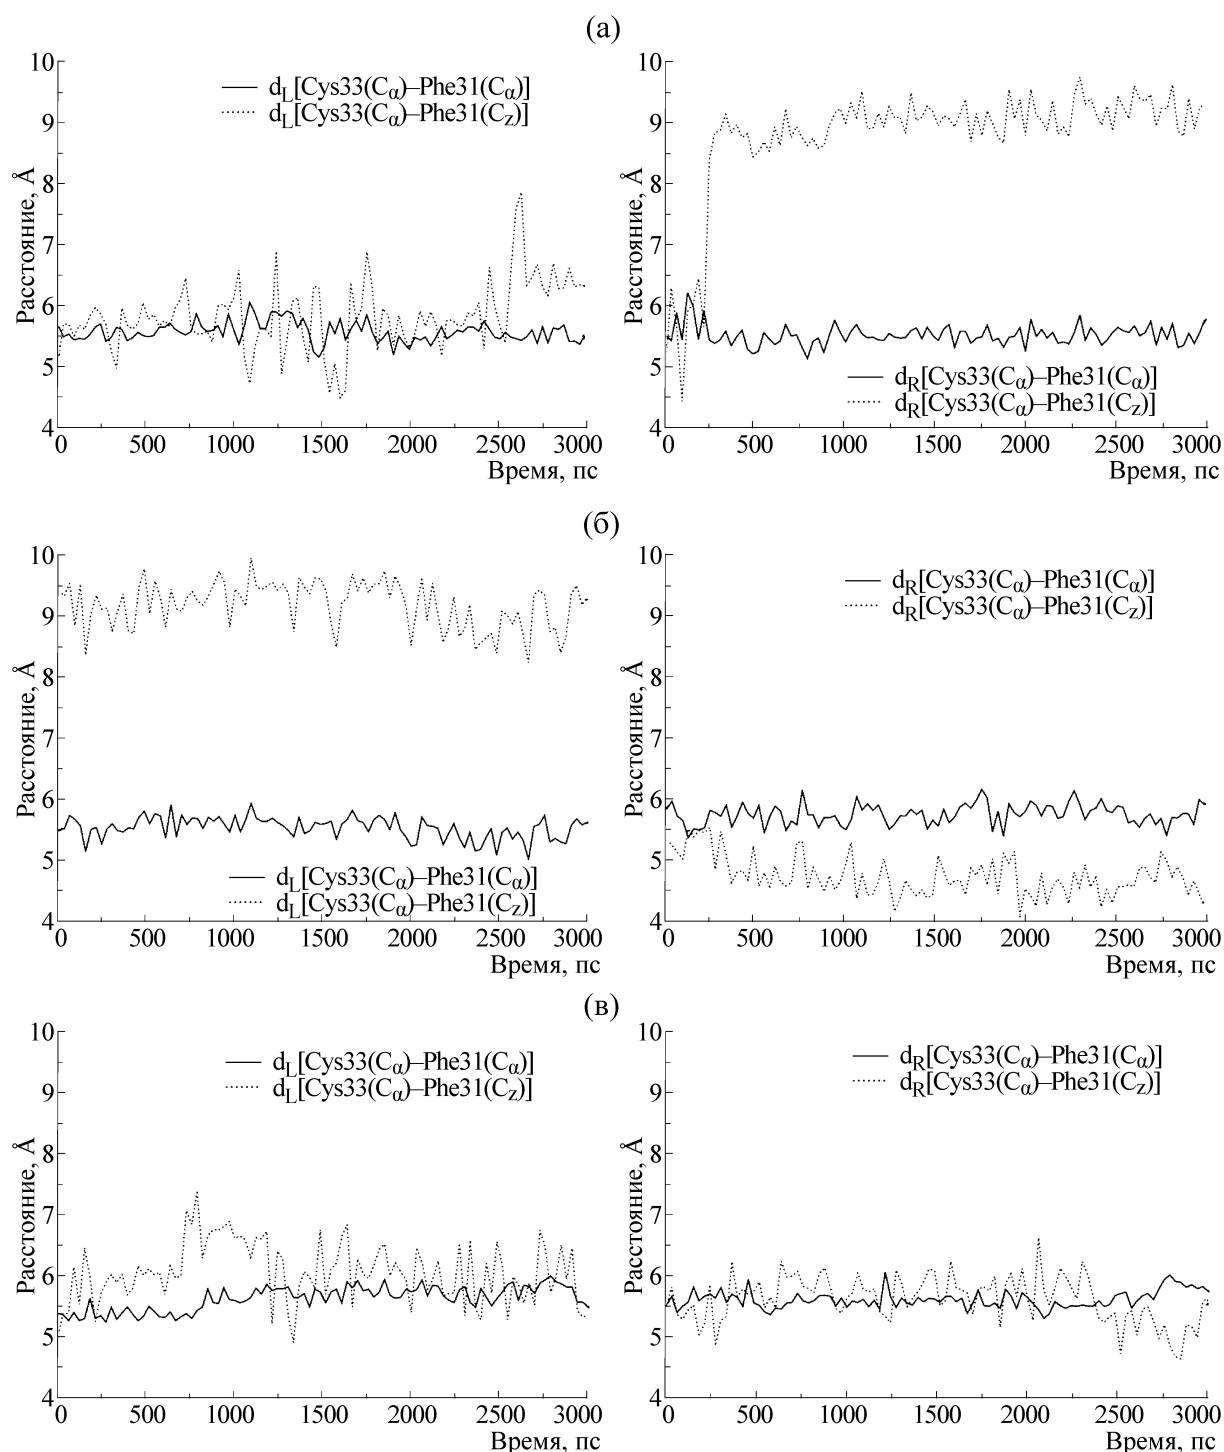 (а)
10
9
8
7
6
5
4
Расстояние, Å
d_L[Cys33(C_α)–Phe31(C_α)]
d_L[Cys33(C_α)–Phe31(C_z)]
0 500 1000 1500 2000 2500 3000
Время, пс
10
9
8
7
6
5
4
Расстояние, Å
d_R[Cys33(C_α)–Phe31(C_α)]
d_R[Cys33(C_α)–Phe31(C_z)]
0 500 1000 1500 2000 2500 3000
Время, пс
(б)
10
9
8
7
6
5
4
Расстояние, Å
d_L[Cys33(C_α)–Phe31(C_α)]
d_L[Cys33(C_α)–Phe31(C_z)]
0 500 1000 1500 2000 2500 3000
Время, пс
10
9
8
7
6
5
4
Расстояние, Å
d_R[Cys33(C_α)–Phe31(C_α)]
d_R[Cys33(C_α)–Phe31(C_z)]
0 500 1000 1500 2000 2500 3000
Время, пс
(в)
10
9
8
7
6
5
4
Расстояние, Å
d_L[Cys33(C_α)–Phe31(C_α)]
d_L[Cys33(C_α)–Phe31(C_z)]
0 500 1000 1500 2000 2500 3000
Время, пс
10
9
8
7
6
5
4
Расстояние, Å
d_R[Cys33(C_α)–Phe31(C_α)]
d_R[Cys33(C_α)–Phe31(C_z)]
0 500 1000 1500 2000 2500 3000
Время, пс